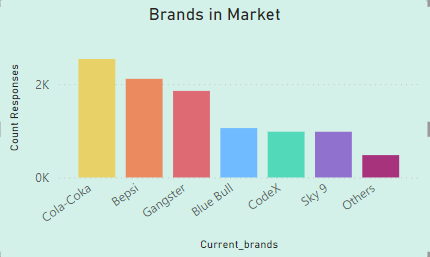 Brands in Market
Count Responses
2K
0K
Cola-Coka
Bepsi
Gangster
Blue Bull
CodeX
Sky 9
Others
Current_brands